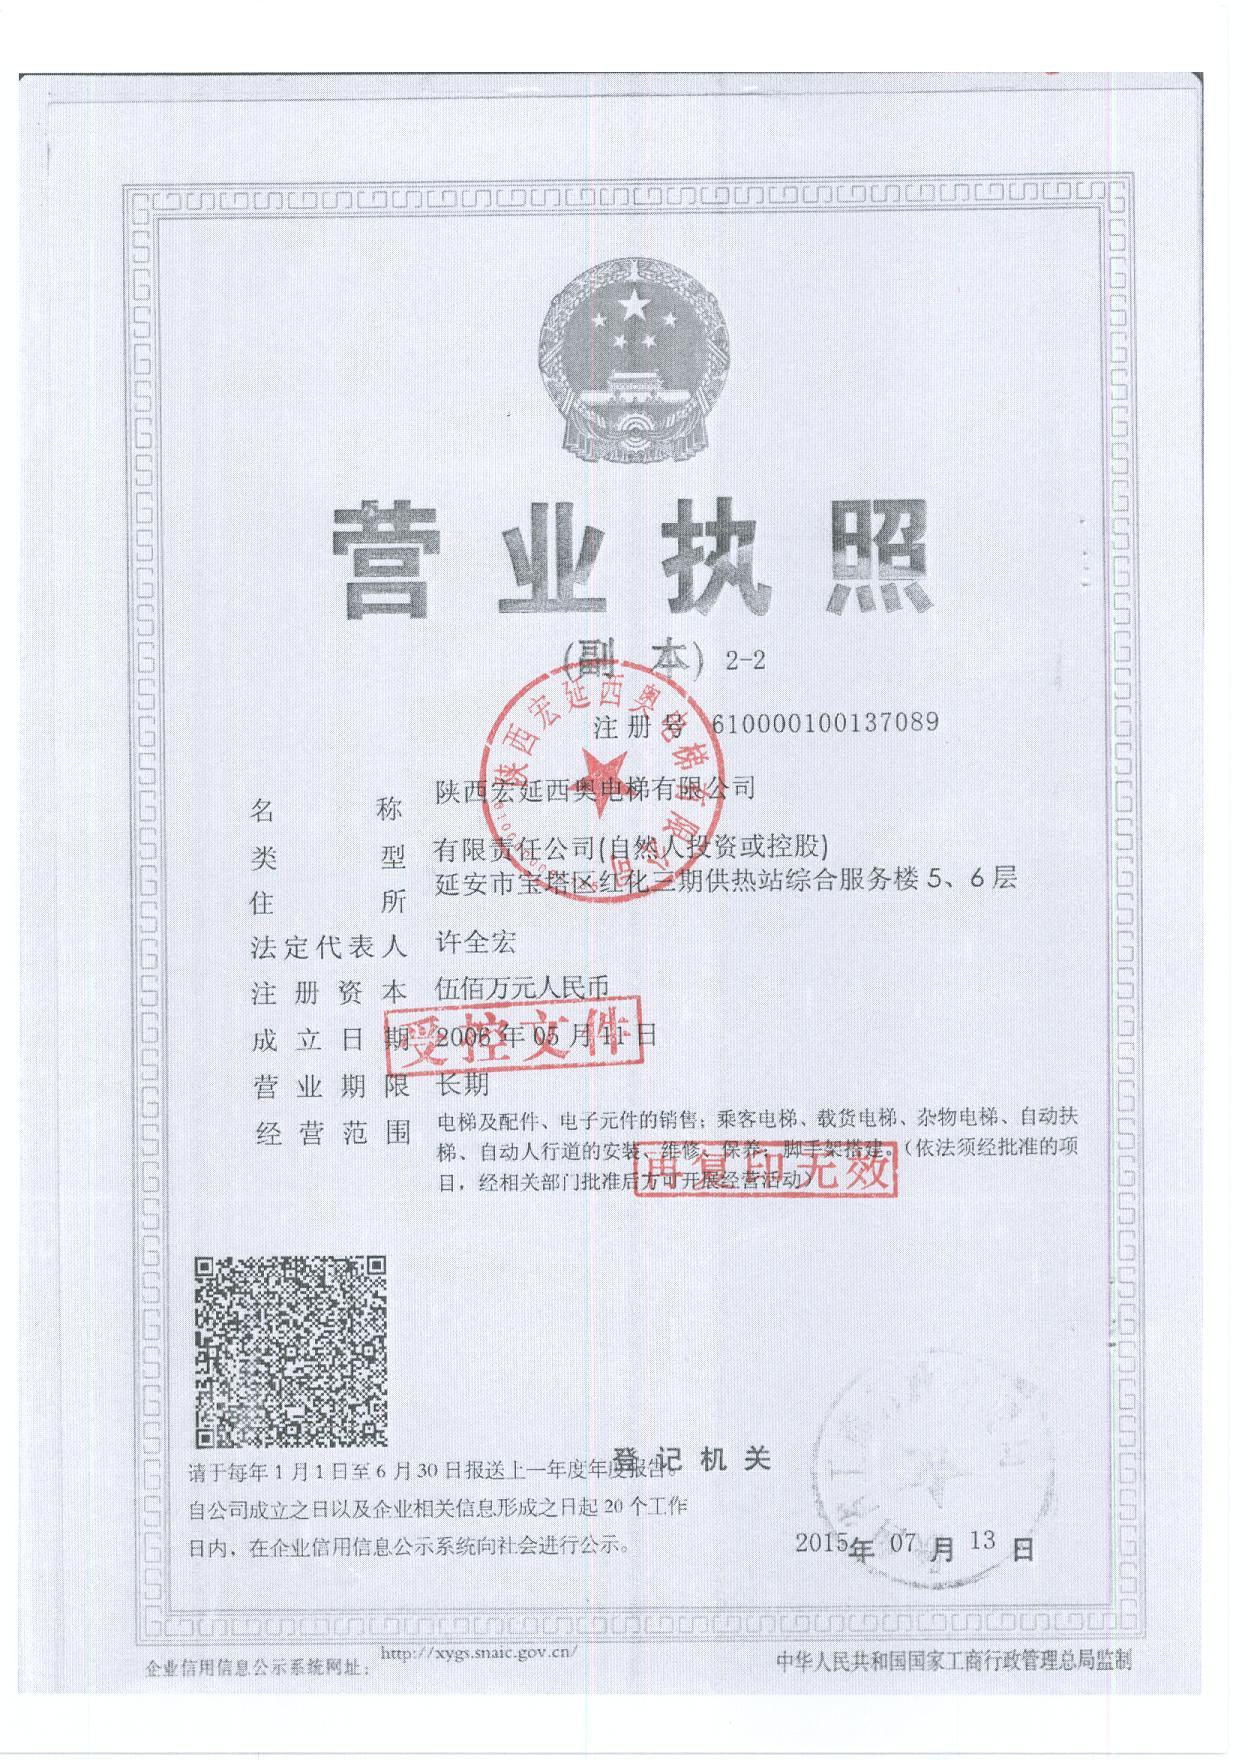 营业执照
(副 本) 2-2
注册号 610000100137089
名称 陕西宏延西奥电梯有限公司
类型 有限责任公司(自然人投资或控股)
住所 延安市宝塔区红化三期供热站综合服务楼 5、6 层
法定代表人 许全宏
注册资本 伍佰万元人民币
成立日期 2006 年 05 月 11 日
营业期限 长期
经营范围 电梯及配件、电子元件的销售；乘客电梯、载货电梯、杂物电梯、自动扶
梯、自动人行道的安装、维修、保养；脚手架搭建。（依法须经批准的项
目，经相关部门批准后方可开展经营活动）
陕西宏延西奥电梯有限公司
受控文件
再复印无效
登记机关
请于每年 1 月 1 日至 6 月 30 日报送上一年度年度报告。
自公司成立之日以及企业相关信息形成之日起 20 个工作
日内，在企业信用信息公示系统向社会进行公示。
2015年 07 月 13 日
企业信用信息公示系统网址： http://xygs.snaic.gov.cn/
中华人民共和国国家工商行政管理总局监制